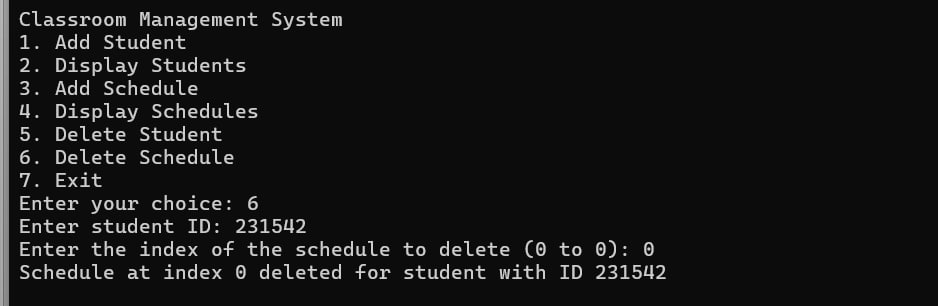 Classroom Management System
1. Add Student
2. Display Students
3. Add Schedule
4. Display Schedules
5. Delete Student
6. Delete Schedule
7. Exit
Enter your choice: 6
Enter student ID: 231542
Enter the index of the schedule to delete (0 to 0): 0
Schedule at index 0 deleted for student with ID 231542